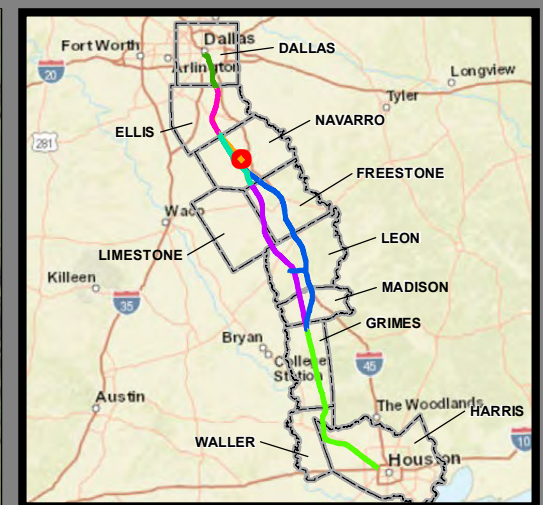 Fort Worth
Dallas
DALLAS
Arlington
20
Longview
Tyler
ELLIS
NAVARRO
281
FREESTONE
Waco
LEON
LIMESTONE
Killeen
MADISON
35
GRIMES
Bryan
College
Station
45
Austin
The Woodlands
HARRIS
WALLER
10
Houston